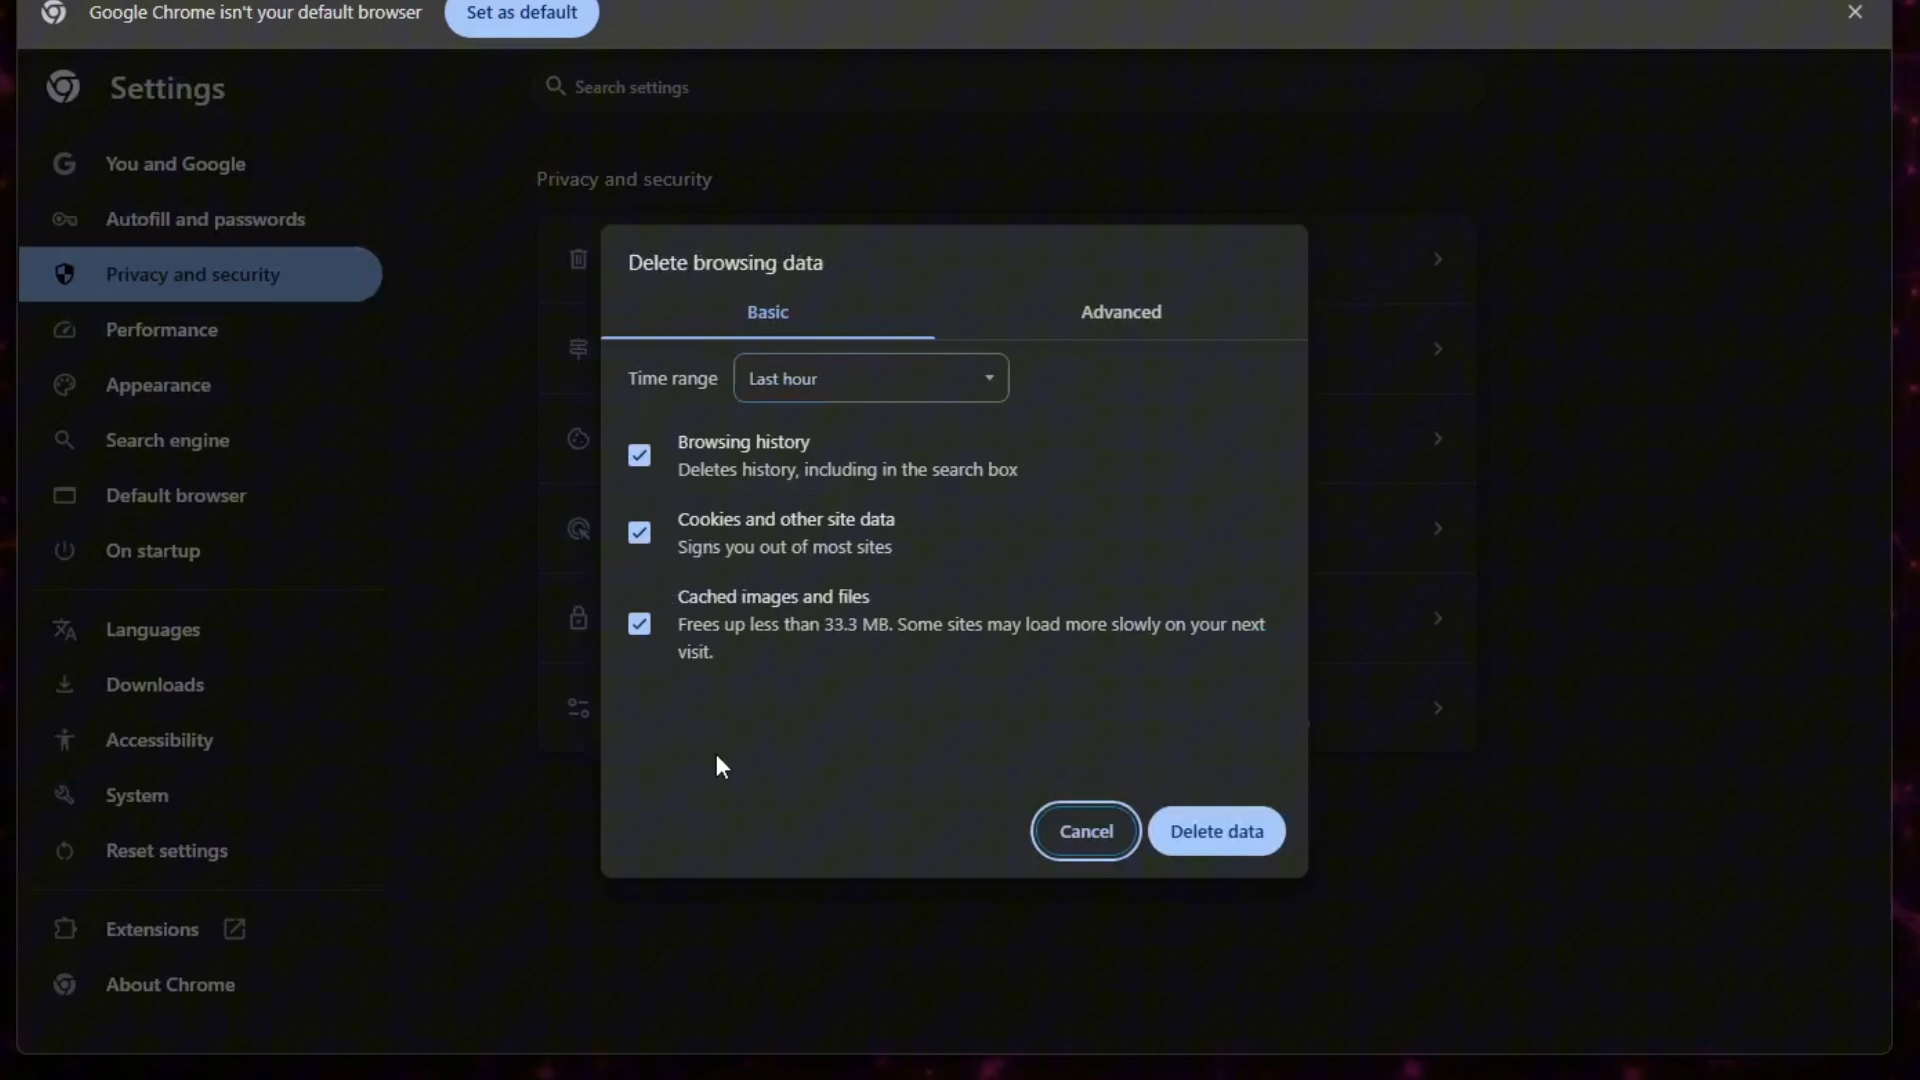 Google Chrome isn't your default browser
Set as default
Settings
Search settings
You and Google
Autofill and passwords
Privacy and security
Performance
Appearance
Search engine
Default browser
On startup
Languages
Downloads
Accessibility
System
Reset settings
Extensions
About Chrome
Privacy and security
Delete browsing data
Basic
Advanced
Time range
Last hour
Browsing history
Deletes history, including in the search box
Cookies and other site data
Signs you out of most sites
Cached images and files
Frees up less than 33.3 MB. Some sites may load more slowly on your next
visit.
Cancel
Delete data